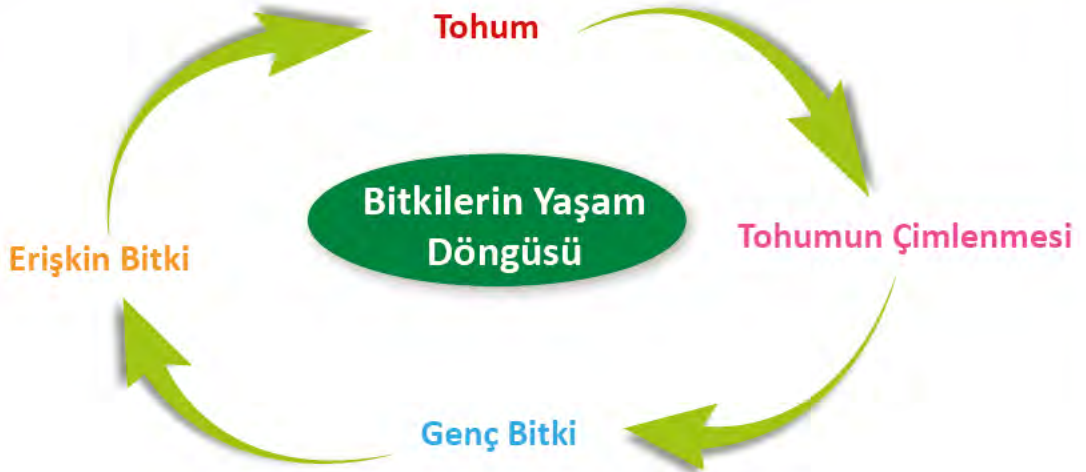 Tohum
Bitkilerin Yaşam
Döngüsü
Tohumun Çimlenmesi
Erişkin Bitki
Genç Bitki